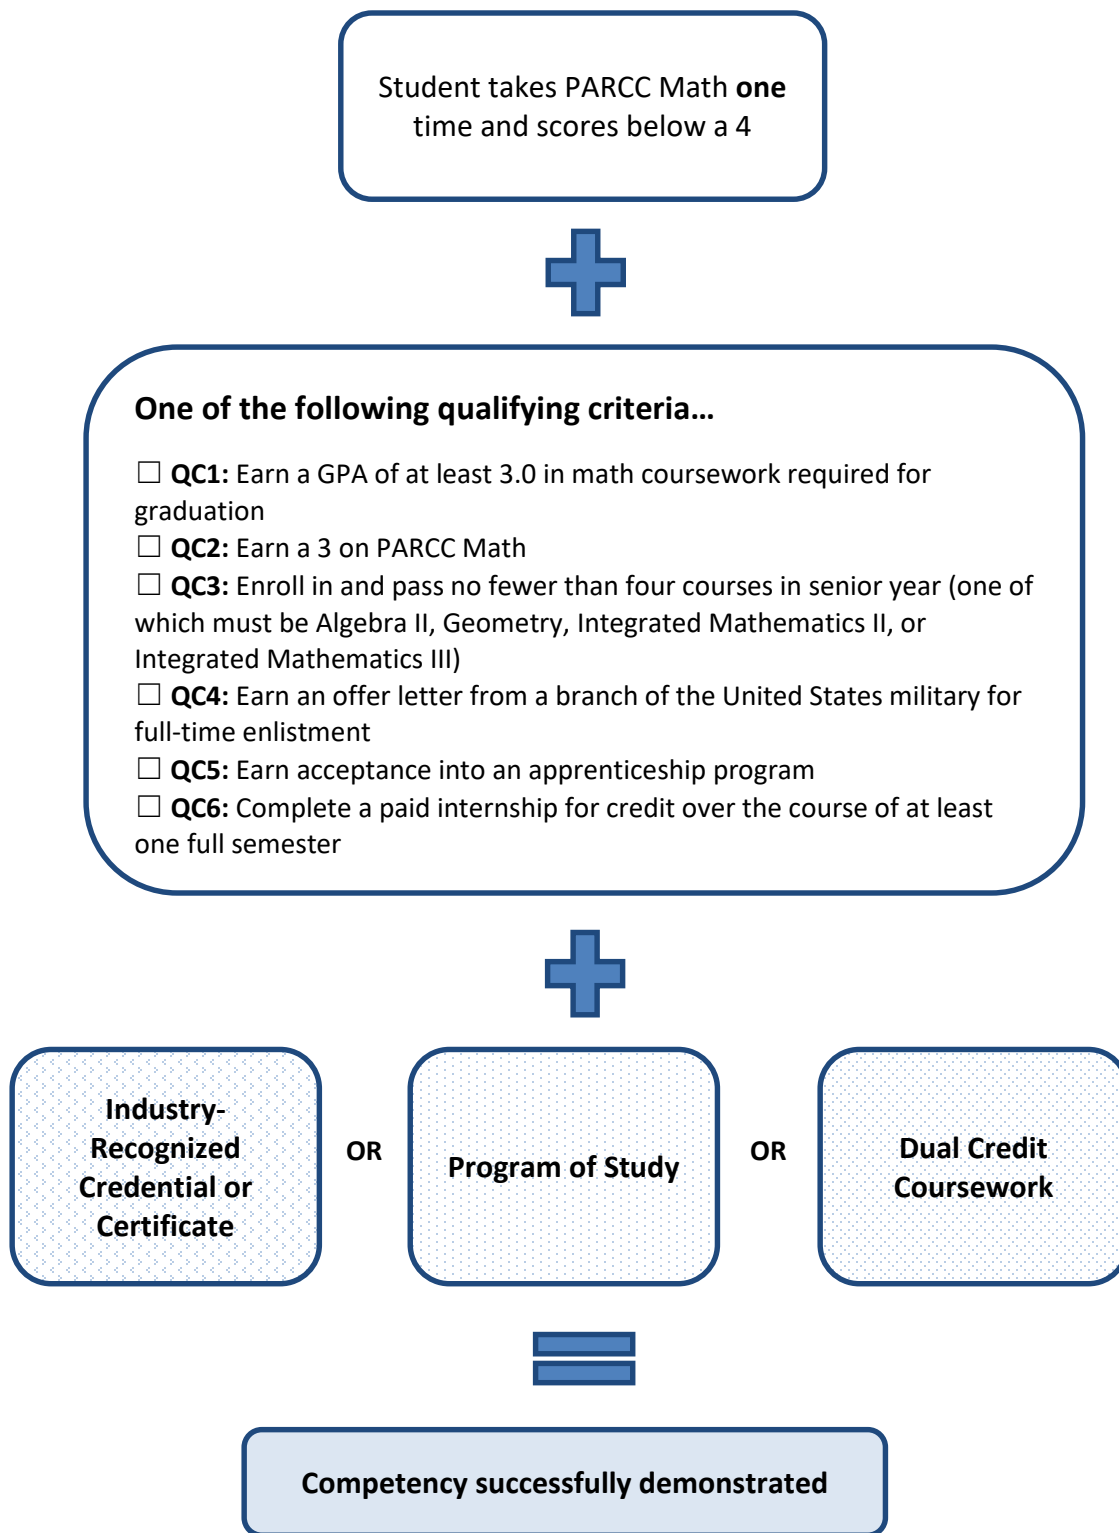 Student takes PARCC Math one
time and scores below a 4
One of the following qualifying criteria...
☐ QC1: Earn a GPA of at least 3.0 in math coursework required for
graduation
☐ QC2: Earn a 3 on PARCC Math
☐ QC3: Enroll in and pass no fewer than four courses in senior year (one of
which must be Algebra II, Geometry, Integrated Mathematics II, or
Integrated Mathematics III)
☐ QC4: Earn an offer letter from a branch of the United States military for
full-time enlistment
☐ QC5: Earn acceptance into an apprenticeship program
☐ QC6: Complete a paid internship for credit over the course of at least
one full semester
Industry-
Recognized
Credential or
Certificate
OR
Program of Study
OR
Dual Credit
Coursework
Competency successfully demonstrated